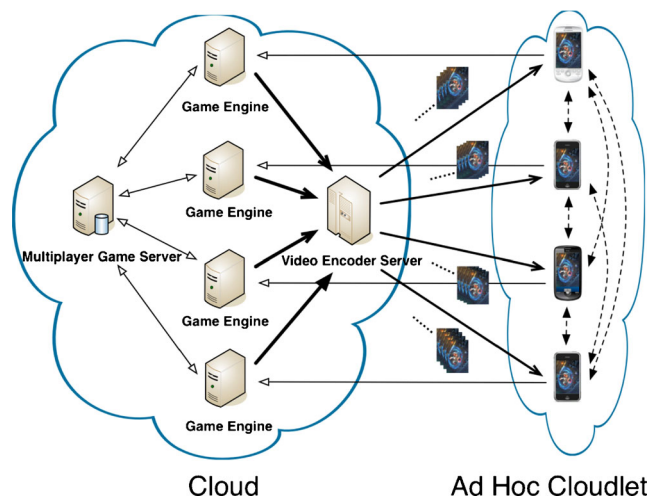 Game Engine
Game Engine
Multiplayer Game Server
Video Encoder Server
Game Engine
Game Engine
Cloud
Ad Hoc Cloudlet